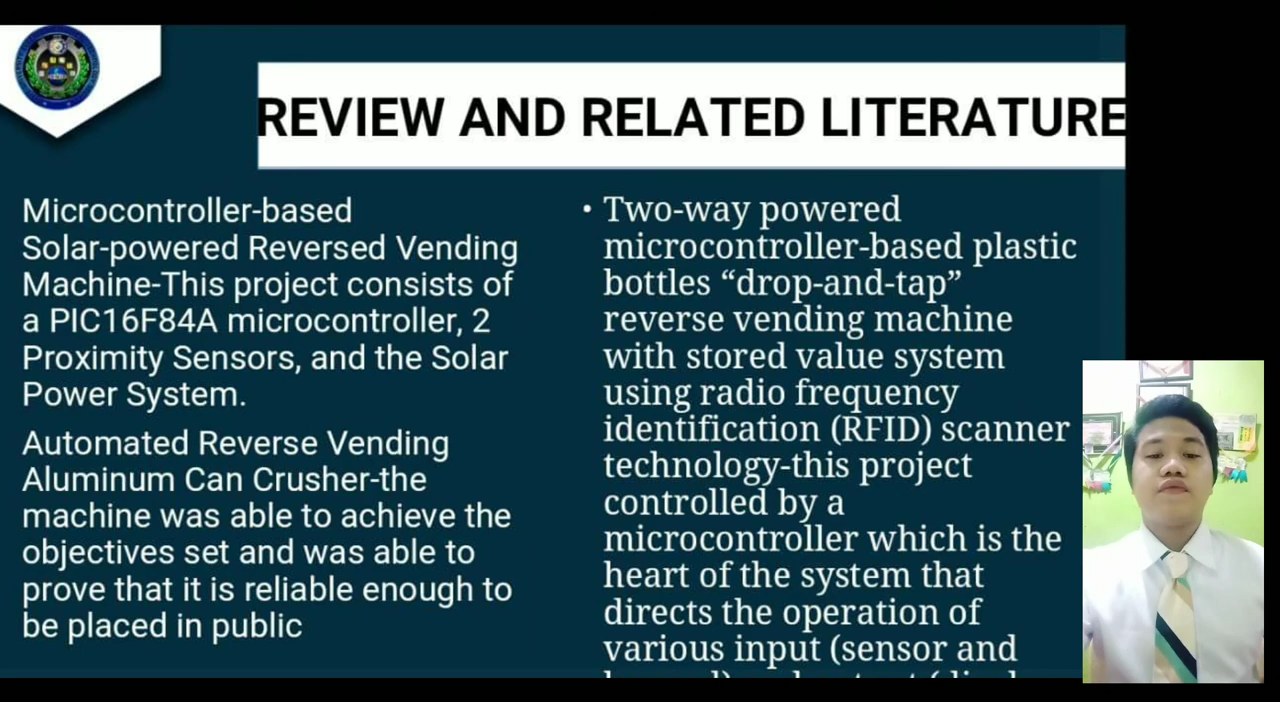 REVIEW AND RELATED LITERATURE
Microcontroller-based
Solar-powered Reversed Vending
Machine-This project consists of
a PIC16F84A microcontroller, 2
Proximity Sensors, and the Solar
Power System.
Automated Reverse Vending
Aluminum Can Crusher-the
machine was able to achieve the
objectives set and was able to
prove that it is reliable enough to
be placed in public
• Two-way powered
microcontroller-based plastic
bottles “drop-and-tap”
reverse vending machine
with stored value system
using radio frequency
identification (RFID) scanner
technology-this project
controlled by a
microcontroller which is the
heart of the system that
directs the operation of
various input (sensor and